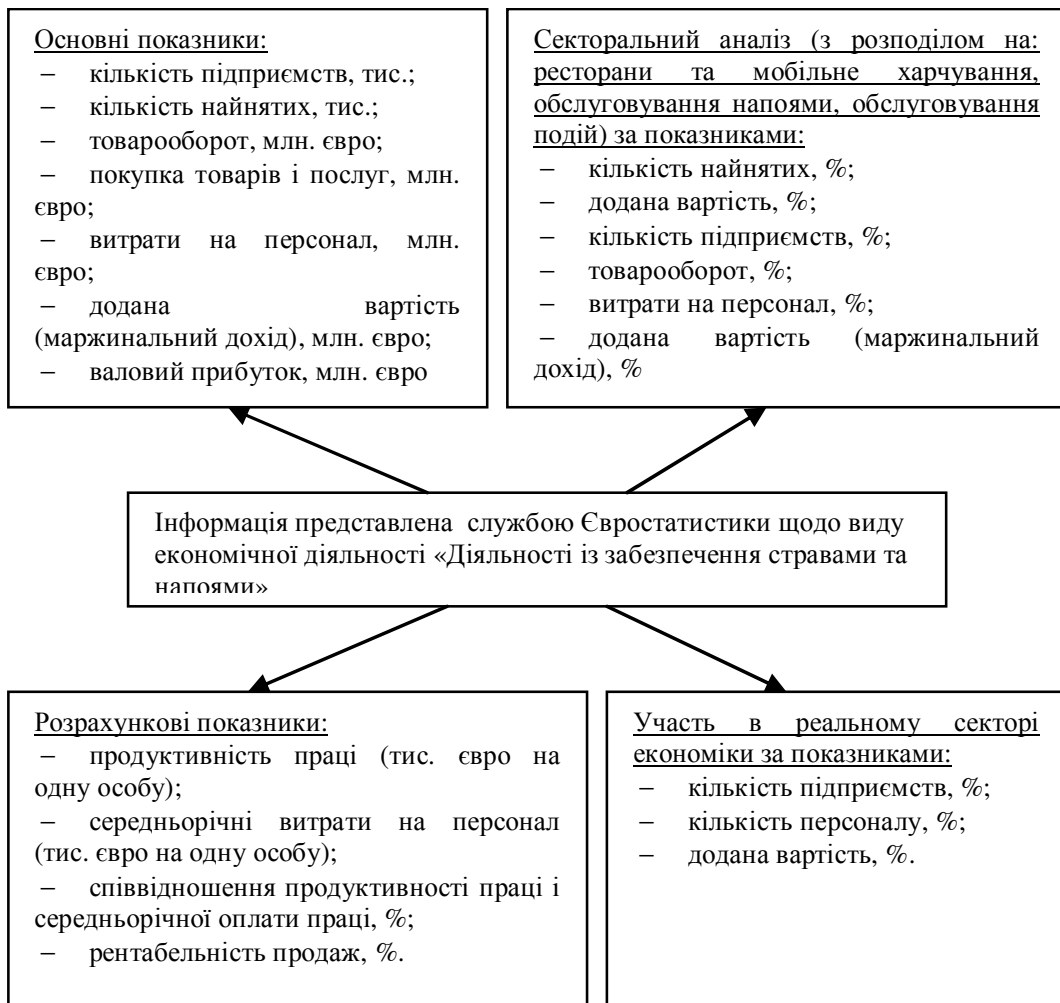 Основні показники:
− кількість підприємств, тис.;
− кількість найнятих, тис.;
− товарооборот, млн. євро;
− покупка товарів і послуг, млн.
євро;
− витрати на персонал, млн.
євро;
− додана вартість
(маржинальний дохід), млн. євро;
− валовий прибуток, млн. євро
Секторальний аналіз (з розподілом на:
ресторани та мобільне харчування,
обслуговування напоями, обслуговування
подій) за показниками:
− кількість найнятих, %;
− додана вартість, %;
− кількість підприємств, %;
− товарооборот, %;
− витрати на персонал, %;
− додана вартість (маржинальний
дохід), %
Інформація представлена службою Євростатистики щодо виду
економічної діяльності «Діяльності із забезпечення стравами та
напоями»
Розрахункові показники:
− продуктивність праці (тис. євро на
одну особу);
− середньорічні витрати на персонал
(тис. євро на одну особу);
− співвідношення продуктивності праці і
середньорічної оплати праці, %;
− рентабельність продаж, %.
Участь в реальному секторі
економіки за показниками:
− кількість підприємств, %;
− кількість персоналу, %;
− додана вартість, %.